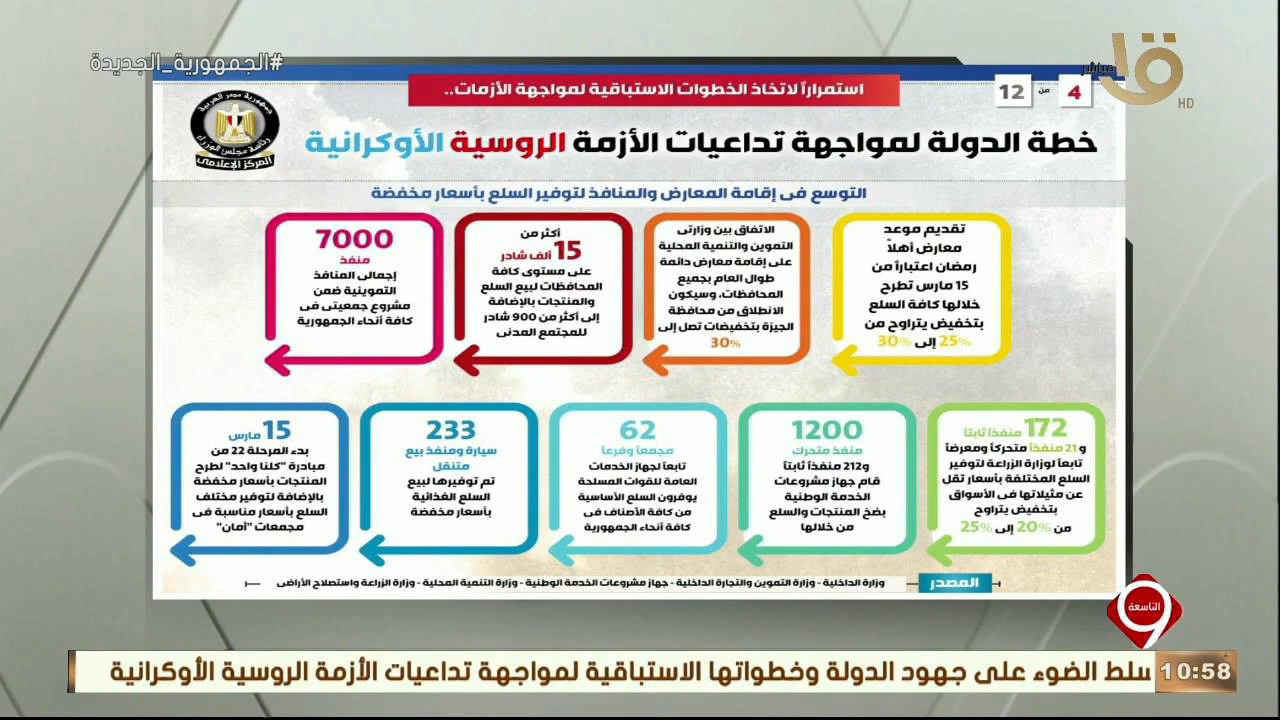 #الجمهورية_الجديدة
مباشر
HD
4 من 12
استمراراً لاتخاذ الخطوات الاستباقية لمواجهة الأزمات..
جمهورية مصر العربية
رئاسة مجلس الوزراء
المركز الإعلامى
خطة الدولة لمواجهة تداعيات الأزمة الروسية الأوكرانية
التوسع فى إقامة المعارض والمنافذ لتوفير السلع بأسعار مخفضة
تقديم موعد
معارض أهلاً
رمضان اعتباراً من
15 مارس تطرح
خلالها كافة السلع
بتخفيض يتراوح من
25% إلى 30%
الاتفاق بين وزارتى
التموين والتنمية المحلية
على إقامة معارض دائمة
طوال العام بجميع
المحافظات، وسيكون
الانطلاق من محافظة
الجيزة بتخفيضات تصل إلى
30%
أكثر من
15 ألف شادر
على مستوى كافة
المحافظات لبيع السلع
والمنتجات بالإضافة
إلى أكثر من 900 شادر
للمجتمع المدنى
7000
منفذ
إجمالى المنافذ
التموينية ضمن
مشروع جمعيتى فى
كافة أنحاء الجمهورية
172 منفذاً ثابتاً
و21 منفذاً متحركاً ومعرضاً
تابعاً لوزارة الزراعة لتوفير
السلع المختلفة بأسعار تقل
عن مثيلاتها فى الأسواق
بتخفيض يتراوح
من 20% إلى 25%
1200
منفذ متحرك
و212 منفذاً ثابتاً
قام جهاز مشروعات
الخدمة الوطنية
بضخ المنتجات والسلع
من خلالها
62
مجمعاً وفرعاً
تابعاً لجهاز الخدمات
العامة للقوات المسلحة
يوفرون السلع الأساسية
من كافة الأصناف فى
كافة أنحاء الجمهورية
233
سيارة ومنفذ بيع
متنقل
تم توفيرها لبيع
السلع الغذائية
بأسعار مخفضة
15 مارس
بدء المرحلة 22 من
مبادرة "كلنا واحد" لطرح
المنتجات بأسعار مخفضة
بالإضافة لتوفير مختلف
السلع بأسعار مناسبة فى
مجمعات "أمان"
المصدر
وزارة الداخلية - وزارة التموين والتجارة الداخلية - جهاز مشروعات الخدمة الوطنية - وزارة التنمية المحلية - وزارة الزراعة واستصلاح الأراضى
التاسعة
9
10:58
سلط الضوء على جهود الدولة وخطواتها الاستباقية لمواجهة تداعيات الأزمة الروسية الأوكرانية